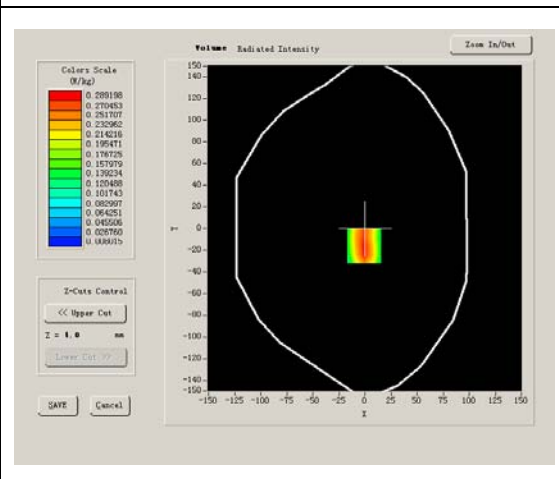 Volume Radiated Intensity
Zoom In/Out
Colors Scale
(W/kg)
0.289198
0.270453
0.251707
0.232962
0.214216
0.195471
0.176725
0.157979
0.139234
0.120488
0.101743
0.082997
0.064251
0.045506
0.026760
0.008015
Z-Cuts Control
<< Upper Cut
Z = 4.0 mm
Lower Cut >>
SAVE
Cancel
150
140
120
100
80
60
40
20
0
-20
-40
-60
-80
-100
-120
-140
-150
Y
-150 -125 -100 -75 -50 -25 0 25 50 75 100 125 150
X